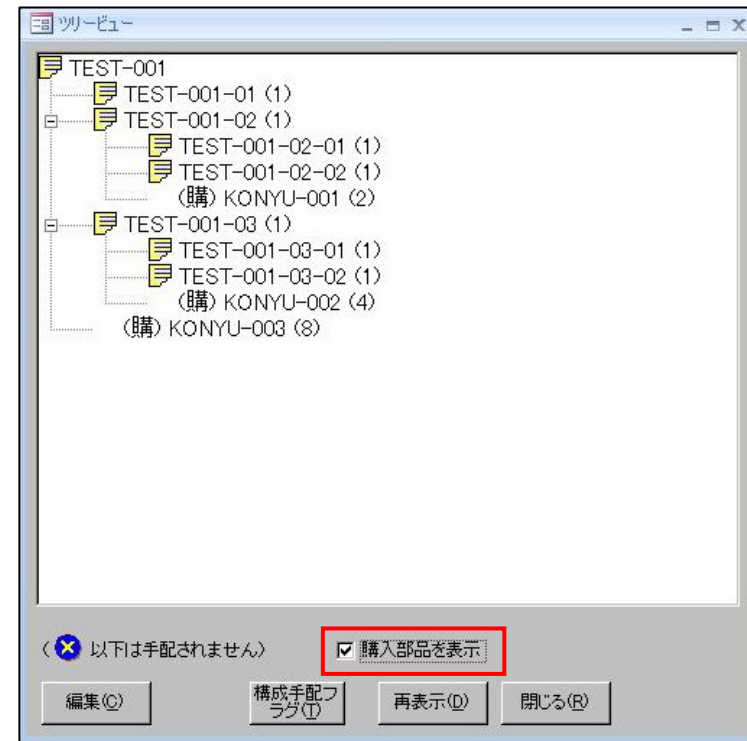 ツリービュー
TEST-001
TEST-001-01 (1)
TEST-001-02 (1)
TEST-001-02-01 (1)
TEST-001-02-02 (1)
(購) KONYU-001 (2)
TEST-001-03 (1)
TEST-001-03-01 (1)
TEST-001-03-02 (1)
(購) KONYU-002 (4)
(購) KONYU-003 (8)
( 以下は手配されません)
購入部品を表示
編集(C)
構成手配フ
ラグ(T)
再表示(D)
閉じる(R)